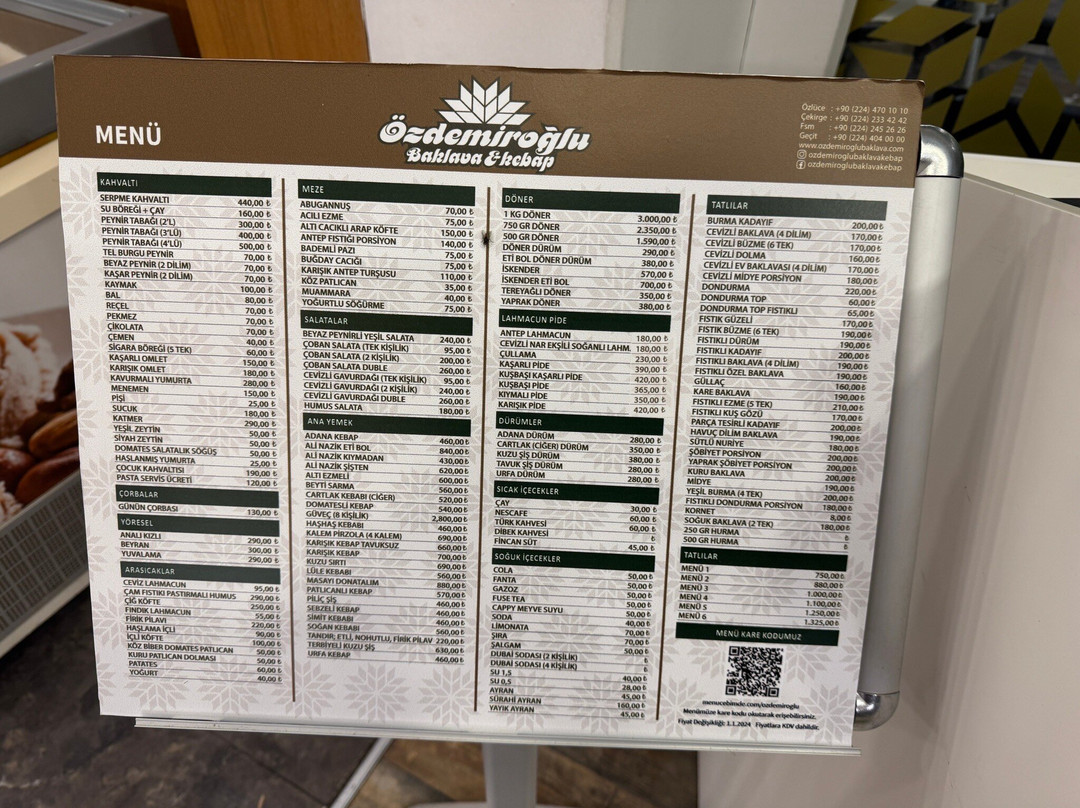 MENÜ
Özdemiroğlu
Baklava & kebap
Özlüce : +90 (224) 470 10 10
Çekirge : +90 (224) 233 42 42
Fsm : +90 (224) 245 26 26
Geçit : +90 (224) 404 00 00
www.ozdemiroglubaklava.com
ozdemiroglubaklavakebap
ozdemiroglubaklavakebap
KAHVALTI
SERPME KAHVALTI 440,00 ₺
SU BÖREĞİ + ÇAY 160,00 ₺
PEYNİR TABAĞI (2'L) 300,00 ₺
PEYNİR TABAĞI (3'LÜ) 400,00 ₺
PEYNİR TABAĞI (4'LÜ) 500,00 ₺
TEL BURGU PEYNİR 70,00 ₺
BEYAZ PEYNİR (2 DİLİM) 70,00 ₺
KAŞAR PEYNİR (2 DİLİM) 70,00 ₺
KAYMAK 100,00 ₺
BAL 80,00 ₺
REÇEL 70,00 ₺
PEKMEZ 70,00 ₺
ÇİKOLATA 70,00 ₺
ÇEMEN 40,00 ₺
SİGARA BÖREĞİ (5 TEK) 60,00 ₺
KAŞARLI OMLET 150,00 ₺
KARIŞIK OMLET 180,00 ₺
KAVURMALI YUMURTA 280,00 ₺
MENEMEN 150,00 ₺
PİŞİ 25,00 ₺
SUCUK 180,00 ₺
KATMER 290,00 ₺
YEŞİL ZEYTİN 50,00 ₺
SİYAH ZEYTİN 50,00 ₺
DOMATES SALATALIK SÖĞÜŞ 50,00 ₺
HAŞLANMIŞ YUMURTA 25,00 ₺
ÇOCUK KAHVALTISI 190,00 ₺
PASTA SERVİS ÜCRETİ 120,00 ₺
ÇORBALAR
GÜNÜN ÇORBASI 130,00 ₺
YÖRESEL
ANALI KIZLI 290,00 ₺
BEYRAN 300,00 ₺
YUVALAMA 290,00 ₺
ARASICAKLAR
CEVİZ LAHMACUN 95,00 ₺
ÇAM FISTIKI PASTIRMALI HUMUS 290,00 ₺
ÇİĞ KÖFTE 250,00 ₺
FINDIK LAHMACUN 55,00 ₺
FİRİK PİLAVI 220,00 ₺
HAŞLAMA İÇLİ 90,00 ₺
İÇLİ KÖFTE 100,00 ₺
KÖZ BİBER DOMATES PATLICAN 50,00 ₺
KURU PATLICAN DOLMASI 50,00 ₺
PATATES 60,00 ₺
YOĞURT 40,00 ₺
MEZE
ABUGANNUŞ 70,00 ₺
ACILI EZME 75,00 ₺
ALTI CACIKLI ARAP KÖFTE 150,00 ₺
ANTEP FISTIĞI PORSİYON 140,00 ₺
BADEMLİ PAZI 75,00 ₺
BUĞDAY CACIĞI 75,00 ₺
KARIŞIK ANTEP TURŞUSU 110,00 ₺
KÖZ PATLICAN 35,00 ₺
MUAMMARA 40,00 ₺
YOĞURTLU SÖĞÜRME 75,00 ₺
SALATALAR
BEYAZ PEYNİRLİ YEŞİL SALATA 240,00 ₺
ÇOBAN SALATA (TEK KİŞİLİK) 95,00 ₺
ÇOBAN SALATA (2 KİŞİLİK) 200,00 ₺
ÇOBAN SALATA DUBLE 260,00 ₺
CEVİZLİ GAVURDAĞI (TEK KİŞİLİK) 95,00 ₺
CEVİZLİ GAVURDAĞI (2 KİŞİLİK) 240,00 ₺
CEVİZLİ GAVURDAĞI DUBLE 260,00 ₺
HUMUS SALATA 180,00 ₺
ANA YEMEK
ADANA KEBAP 460,00 ₺
ALİ NAZİK ETİ BOL 840,00 ₺
ALİ NAZİK KIYMADAN 430,00 ₺
ALİ NAZİK ŞİŞTEN 620,00 ₺
ALTI EZMELİ 600,00 ₺
BEYTİ SARMA 560,00 ₺
CARTLAK KEBABI (CİĞER) 520,00 ₺
DOMATESLİ KEBAP 540,00 ₺
GÜVEÇ (8 KİŞİLİK) 2,800,00 ₺
HAŞHAŞ KEBABI 460,00 ₺
KALEM PİRZOLA (4 KALEM) 690,00 ₺
KARIŞIK KEBAP TAVUKSUZ 660,00 ₺
KARIŞIK KEBAP 700,00 ₺
KUZU SIRTI 690,00 ₺
LÜLE KEBABI 560,00 ₺
MASAYI DONATALIM 880,00 ₺
PATLICANLI KEBAP 570,00 ₺
PİLİÇ ŞİŞ 460,00 ₺
SEBZELİ KEBAP 460,00 ₺
SİMİT KEBAP 460,00 ₺
SOĞAN KEBABI 560,00 ₺
TANDIR; ETLİ, NOHUTLU, FİRİK PİLAV 220,00 ₺
TERBİYELİ KUZU ŞİŞ 630,00 ₺
URFA KEBAP 460,00 ₺
DÖNER
1 KG DÖNER 3.000,00 ₺
750 GR DÖNER 2.350,00 ₺
500 GR DÖNER 1.590,00 ₺
DÖNER DÜRÜM 290,00 ₺
ETİ BOL DÖNER DÜRÜM 380,00 ₺
İSKENDER 570,00 ₺
İSKENDER ETİ BOL 700,00 ₺
TEREYAĞLI DÖNER 350,00 ₺
YAPRAK DÖNER 380,00 ₺
LAHMACUN PİDE
ANTEP LAHMACUN 180,00 ₺
CEVİZLİ NAR EKŞİLİ SOĞANLI LAHM. 180,00 ₺
ÇULLAMA 230,00 ₺
KAŞARLI PİDE 390,00 ₺
KUŞBAŞI KAŞARLI PİDE 420,00 ₺
KUŞBAŞI PİDE 365,00 ₺
KIYMALI PİDE 350,00 ₺
KARIŞIK PİDE 420,00 ₺
DÜRÜMLER
ADANA DÜRÜM 280,00 ₺
CARTLAK (CİĞER) DÜRÜM 350,00 ₺
KUZU ŞİŞ DÜRÜM 380,00 ₺
TAVUK ŞİŞ DÜRÜM 280,00 ₺
URFA DÜRÜM 280,00 ₺
SICAK İÇECEKLER
ÇAY 30,00 ₺
NESCAFE 60,00 ₺
TÜRK KAHVESİ 60,00 ₺
DİBEK KAHVESİ ₺
FİNCAN SÜT 45,00 ₺
SOĞUK İÇECEKLER
COLA 50,00 ₺
FANTA 50,00 ₺
GAZOZ 50,00 ₺
FUSE TEA 50,00 ₺
CAPPY MEYVE SUYU 50,00 ₺
SODA 40,00 ₺
LİMONATA 70,00 ₺
ŞIRA 70,00 ₺
ŞALGAM 50,00 ₺
DUBAİ SODASI (2 KİŞİLİK) ₺
DUBAİ SODASI (4 KİŞİLİK) ₺
SU 1,5 40,00 ₺
SU 0,5 28,00 ₺
AYRAN 45,00 ₺
SÜRAHİ AYRAN 160,00 ₺
YAYIK AYRAN 45,00 ₺
TATLILAR
BURMA KADAYIF 200,00 ₺
CEVİZLİ BAKLAVA (4 DİLİM) 170,00 ₺
CEVİZLİ BÜZME (6 TEK) 170,00 ₺
CEVİZLİ DOLMA 160,00 ₺
CEVİZLİ EV BAKLAVASI (4 DİLİM) 170,00 ₺
CEVİZLİ MİDYE PORSİYON 180,00 ₺
DONDURMA 220,00 ₺
DONDURMA TOP 60,00 ₺
DONDURMA TOP FISTIKLI 65,00 ₺
FISTIK GÜZELİ 170,00 ₺
FISTIK BÜZME (6 TEK) 190,00 ₺
FISTIKLI DÜRÜM 190,00 ₺
FISTIKLI KADAYIF 200,00 ₺
FISTIKLI BAKLAVA (4 DİLİM) 190,00 ₺
FISTIKLI ÖZEL BAKLAVA 190,00 ₺
GÜLLAÇ 160,00 ₺
KARE BAKLAVA 190,00 ₺
FISTIKLI EZME (5 TEK) 210,00 ₺
FISTIKLI KUŞ GÖZÜ 170,00 ₺
PARÇA TESİRLİ KADAYIF 200,00 ₺
HAVUÇ DİLİM BAKLAVA 190,00 ₺
SÜTLÜ NURİYE 180,00 ₺
ŞÖBİYET PORSİYON 200,00 ₺
YAPRAK ŞÖBİYET PORSİYON 200,00 ₺
KURU BAKLAVA 200,00 ₺
MİDYE 190,00 ₺
YEŞİL BURMA (4 TEK) 200,00 ₺
FISTIKLI DONDURMA PORSİYON 180,00 ₺
KORNET 8,00 ₺
SOĞUK BAKLAVA (2 TEK) 180,00 ₺
250 GR HURMA ₺
500 GR HURMA ₺
TATLILAR
MENÜ 1 750,00 ₺
MENÜ 2 880,00 ₺
MENÜ 3 1.000,00 ₺
MENÜ 4 1.100,00 ₺
MENÜ 5 1.250,00 ₺
MENÜ 6 1.325,00 ₺
MENÜ KARE KODUMUZ
menucebimde.com/ozdemiroglu
Menümüze kare kodu okutarak erişebilirsiniz.
Fiyat Değişikliği: 1.1.2024 Fiyatlara KDV dahildir.